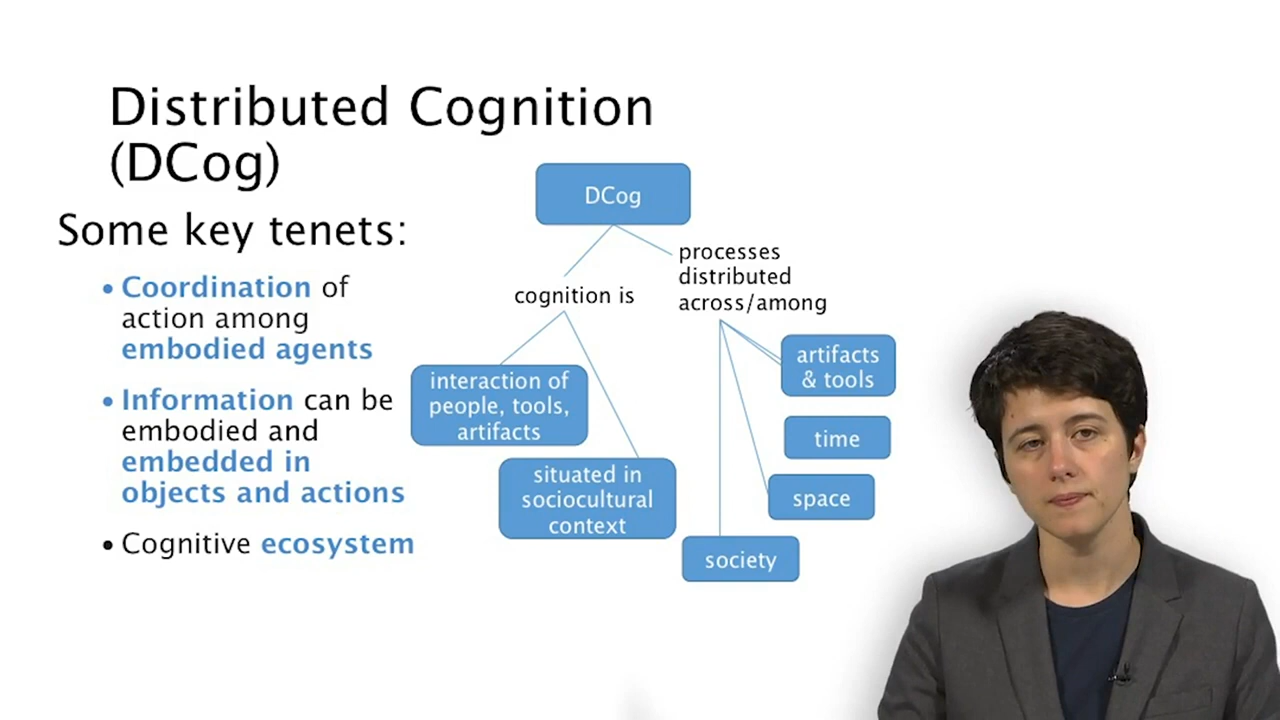 Distributed Cognition
(DCog)
Some key tenets:
• Coordination of
action among
embodied agents
• Information can be
embodied and
embedded in
objects and actions
• Cognitive ecosystem
DCog
cognition is
interaction of
people, tools,
artifacts
situated in
sociocultural
context
processes
distributed
across/among
artifacts
& tools
time
space
society